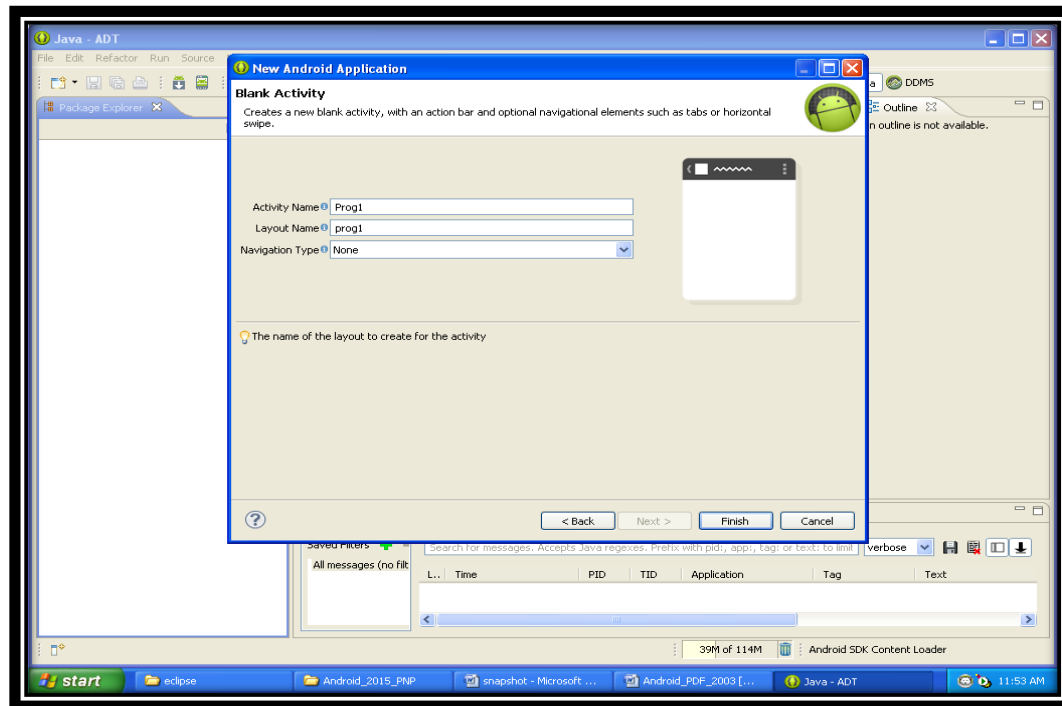 Java - ADT
File Edit Refactor Run Source
New Android Application
DDMS
Package Explorer
Outline
Blank Activity
Creates a new blank activity, with an action bar and optional navigational elements such as tabs or horizontal
swipe.
n outline is not available.
Activity Name Prog1
Layout Name prog1
Navigation Type None
The name of the layout to create for the activity
< Back Next > Finish Cancel
Saved Filters
Search for messages. Accepts Java regexes. Prefix with pid:, app:, tag: or text: to limit verbose
All messages (no filt
L... Time PID TID Application Tag Text
39M of 114M Android SDK Content Loader
start eclipse Android_2015_PNP snapshot - Microsoft ... Android_PDF_2003 [... Java - ADT 11:53 AM